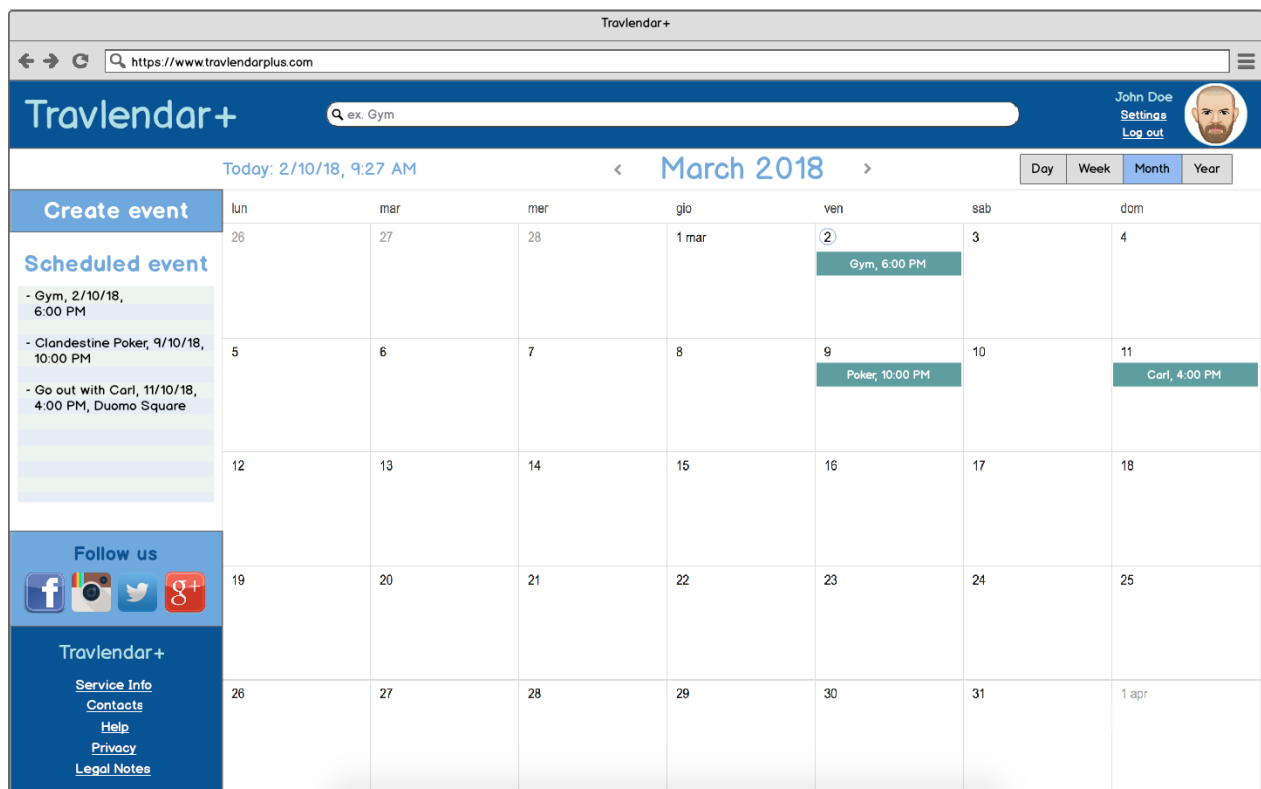 Travlendar+
https://www.travlendarplus.com
Travlendar+
ex. Gym
John Doe
Settings
Log out
Today: 2/10/18, 9:27 AM
< March 2018 >
Day Week Month Year
Create event
Scheduled event
- Gym, 2/10/18,
6:00 PM
- Clandestine Poker, 9/10/18,
10:00 PM
- Go out with Carl, 11/10/18,
4:00 PM, Duomo Square
Follow us
f
g+
Travlendar+
Service Info
Contacts
Help
Privacy
Legal Notes
lun mar mer gio ven sab dom
26 27 28 1 mar 2 3 4
Gym, 6:00 PM
5 6 7 8 9 10 11
Poker, 10:00 PM Carl, 4:00 PM
12 13 14 15 16 17 18
19 20 21 22 23 24 25
26 27 28 29 30 31 1 apr